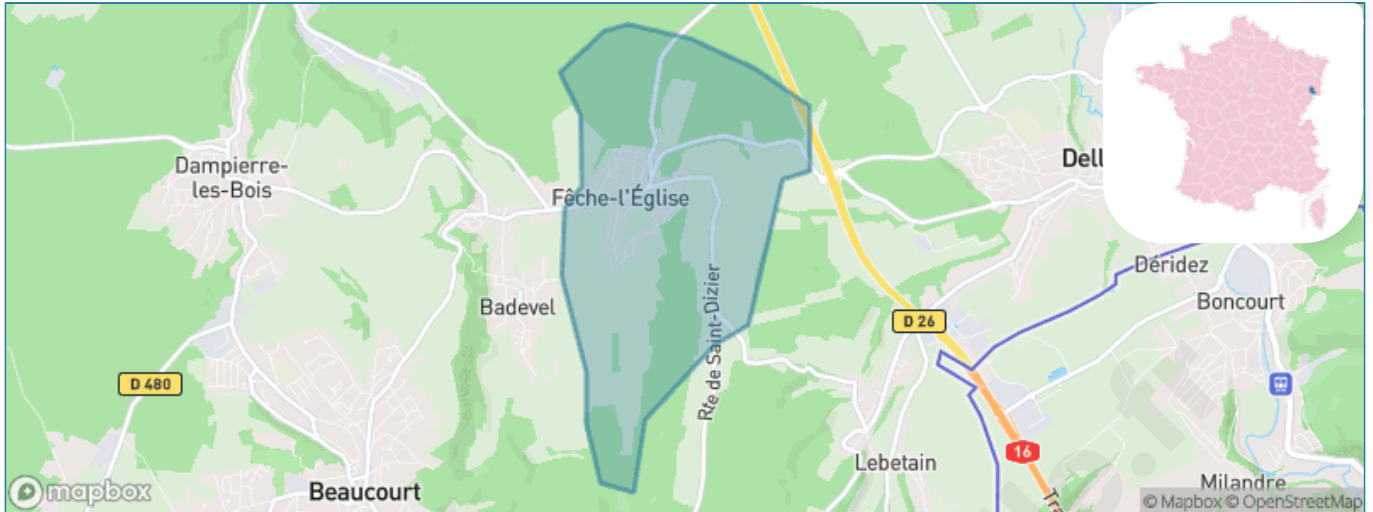 Dampierre-
les-Bois
Fêche-l'Église
Dell
Déridez
Boncourt
Badevel
Rte de Saint-Dizier
D 26
D 480
16
Lebetain
Beaucourt
Milandre
Tra
mapbox
© Mapbox © OpenStreetMap